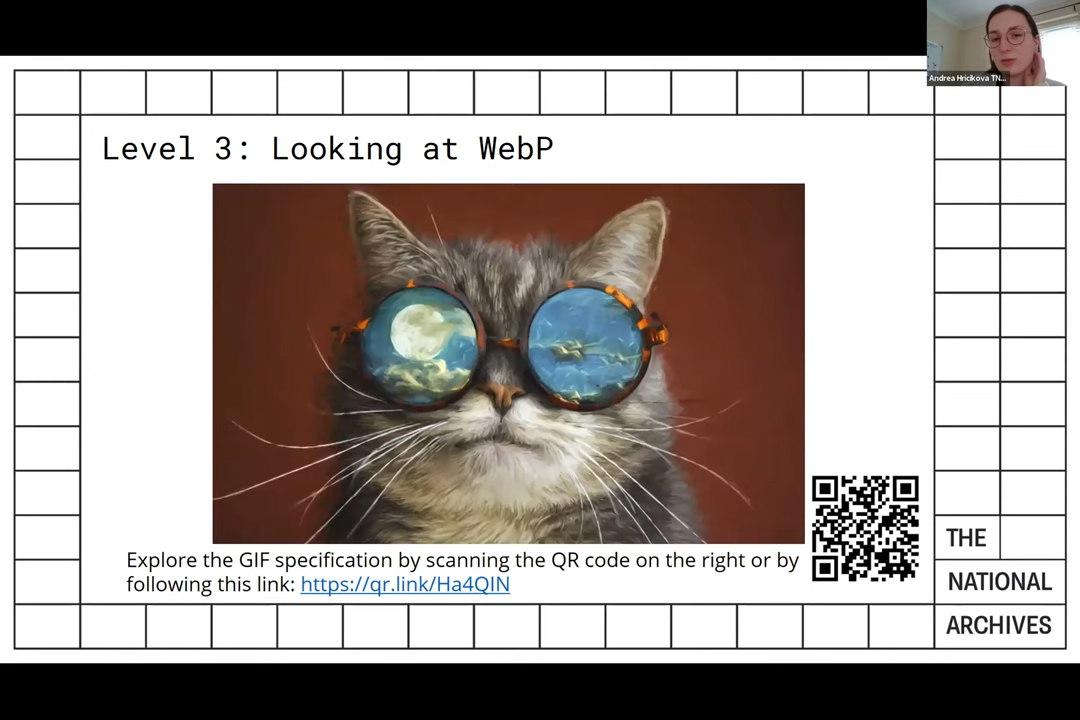 Andrea Hricikova TN...
Level 3: Looking at WebP
Explore the GIF specification by scanning the QR code on the right or by
following this link: https://qr.link/Ha4QIN
THE
NATIONAL
ARCHIVES